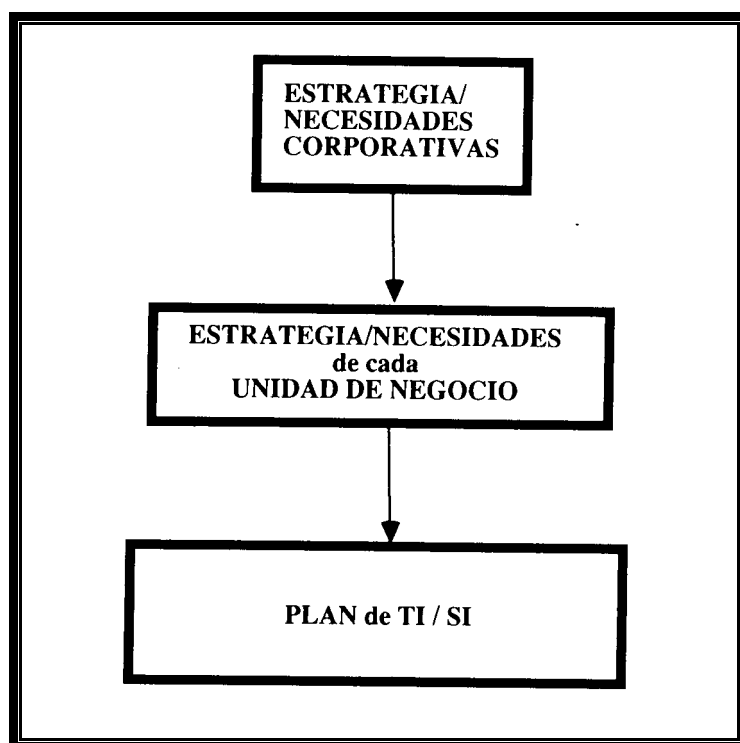 ESTRATEGIA/
NECESIDADES
CORPORATIVAS
ESTRATEGIA/NECESIDADES
de cada
UNIDAD DE NEGOCIO
PLAN de TI / SI